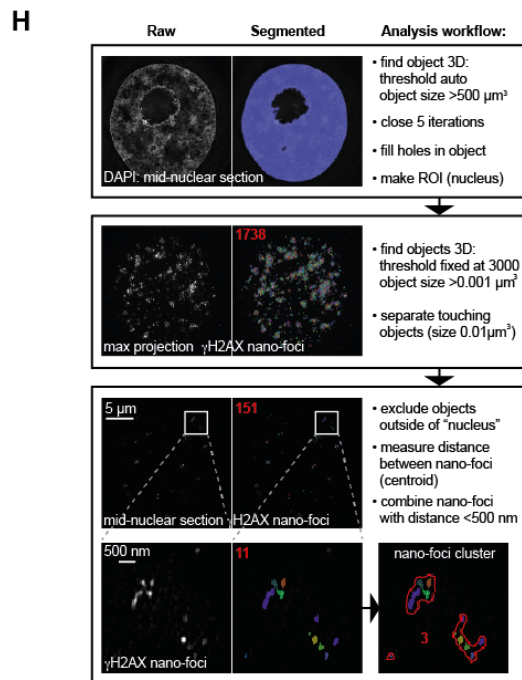 H
Raw Segmented Analysis workflow:
• find object 3D:
threshold auto
object size >500 µm³
• close 5 iterations
• fill holes in object
• make ROI (nucleus)
DAPI: mid-nuclear section
1738
• find objects 3D:
threshold fixed at 3000
object size >0.001 µm³
• separate touching
objects (size 0.01µm³)
max projection γH2AX nano-foci
5 µm
151
• exclude objects
outside of "nucleus"
• measure distance
between nano-foci
(centroid)
• combine nano-foci
with distance <500 nm
mid-nuclear section H2AX nano-foci
500 nm
11
nano-foci cluster
3
γH2AX nano-foci